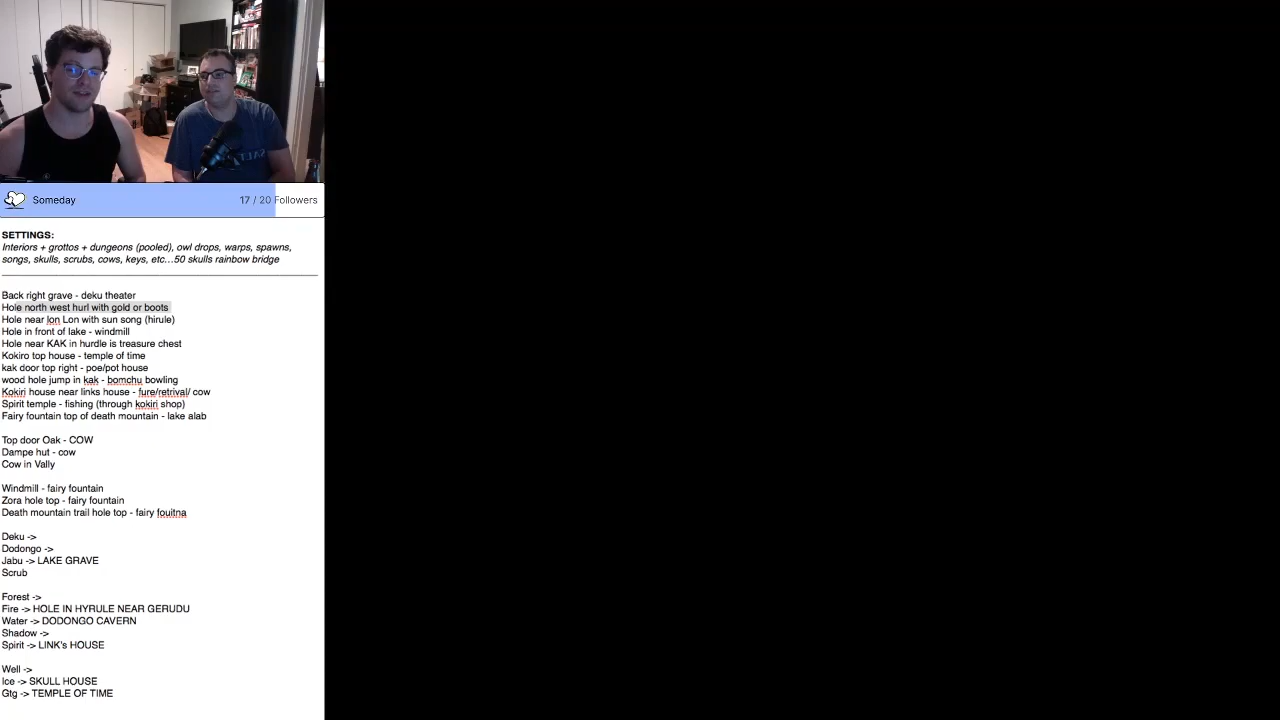 Someday
17 / 20 Followers
SETTINGS:
Interiors + grottos + dungeons (pooled), owl drops, warps, spawns,
songs, skulls, scrubs, cows, keys, etc...50 skulls rainbow bridge
Back right grave - deku theater
Hole north west hurl with gold or boots
Hole near lon Lon with sun song (hirule)
Hole in front of lake - windmill
Hole near KAK in hurdle is treasure chest
Kokiro top house - temple of time
kak door top right - poe/pot house
wood hole jump in kak - bomchu bowling
Kokiri house near links house - fure/retrival/ cow
Spirit temple - fishing (through kokiri shop)
Fairy fountain top of death mountain - lake alab
Top door Oak - COW
Dampe hut - cow
Cow in Vally
Windmill - fairy fountain
Zora hole top - fairy fountain
Death mountain trail hole top - fairy fouitna
Deku ->
Dodongo ->
Jabu -> LAKE GRAVE
Scrub
Forest ->
Fire -> HOLE IN HYRULE NEAR GERUDU
Water -> DODONGO CAVERN
Shadow ->
Spirit -> LINK's HOUSE
Well ->
Ice -> SKULL HOUSE
Gtg -> TEMPLE OF TIME